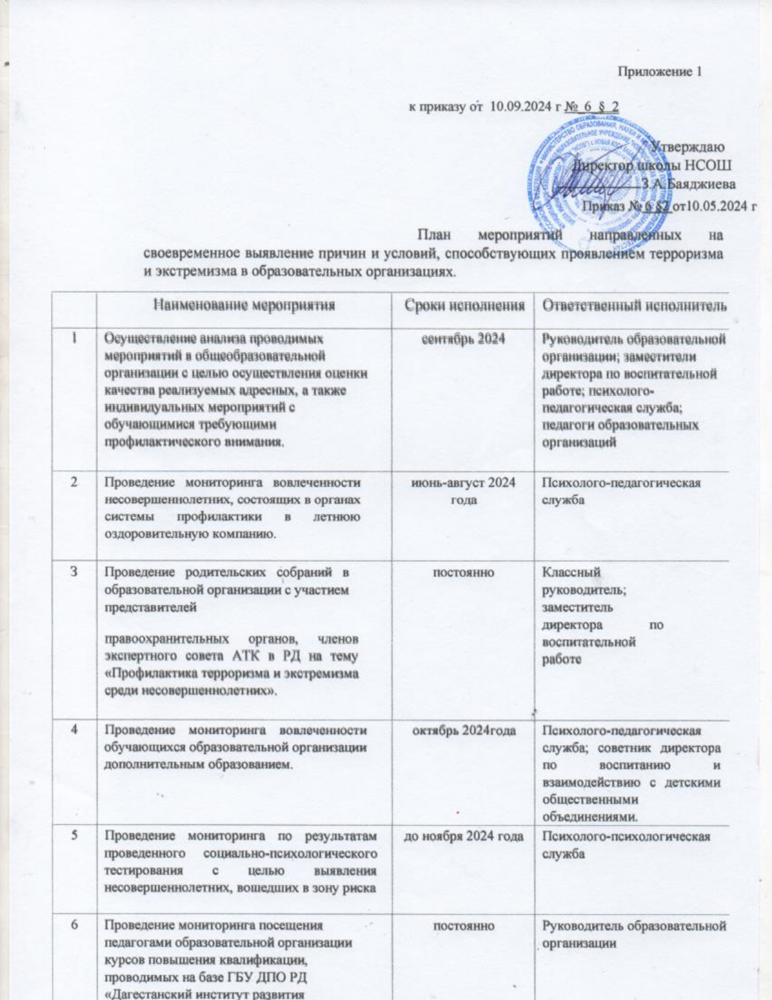 Приложение 1
к приказу от 10.09.2024 г № 6 § 2
Утверждаю
Директор школы НСОШ
З.А.Баяджиева
Приказ № 6 §2 от10.05.2024 г
План мероприятий направленных на
своевременное выявление причин и условий, способствующих проявлением терроризма
и экстремизма в образовательных организациях.
Наименование мероприятия
Сроки исполнения
Ответственный исполнитель
1
Осуществление анализа проводимых
мероприятий в общеобразовательной
организации с целью осуществления оценки
качества реализуемых адресных, а также
индивидуальных мероприятий с
обучающимися требующими
профилактического внимания.
сентябрь 2024
Руководитель образовательной
организации; заместители
директора по воспитательной
работе; психолого-
педагогическая служба;
педагоги образовательных
организаций
2
Проведение мониторинга вовлеченности
несовершеннолетних, состоящих в органах
системы профилактики в летнюю
оздоровительную компанию.
июнь-август 2024
года
Психолого-педагогическая
служба
3
Проведение родительских собраний в
образовательной организации с участием
представителей
правоохранительных органов, членов
экспертного совета АТК в РД на тему
«Профилактика терроризма и экстремизма
среди несовершеннолетних».
постоянно
Классный
руководитель;
заместитель
директора по
воспитательной
работе
4
Проведение мониторинга вовлеченности
обучающихся образовательной организации
дополнительным образованием.
октябрь 2024года
Психолого-педагогическая
служба; советник директора
по воспитанию и
взаимодействию с детскими
общественными
объединениями.
5
Проведение мониторинга по результатам
проведенного социально-психологического
тестирования с целью выявления
несовершеннолетних, вошедших в зону риска
до ноября 2024 года
Психолого-психологическая
служба
6
Проведение мониторинга посещения
педагогами образовательной организации
курсов повышения квалификации,
проводимых на базе ГБУ ДПО РД
«Дагестанский институт развития
постоянно
Руководитель образовательной
организации